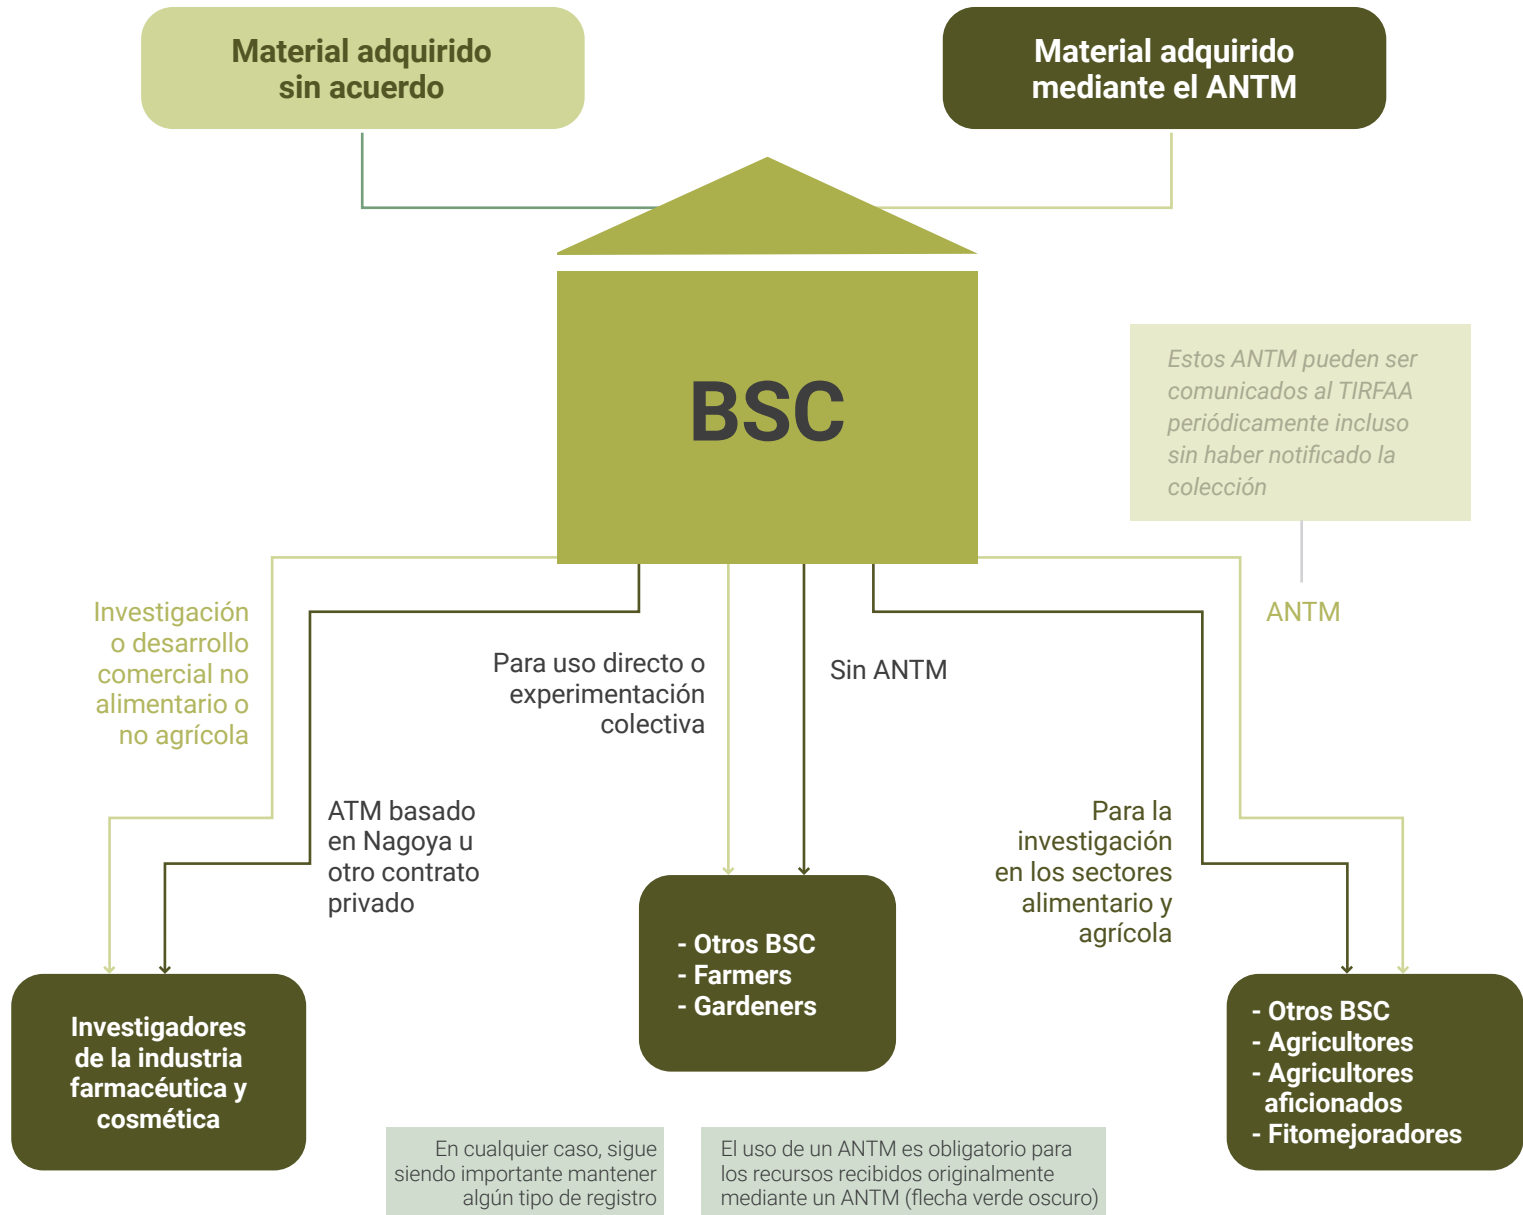 Material adquirido
sin acuerdo
Material adquirido
mediante el ANTM
BSC
Estos ANTM pueden ser
comunicados al TIRFAA
periódicamente incluso
sin haber notificado la
colección
Investigación
o desarrollo
comercial no
alimentario o
no agrícola
ATM basado
en Nagoya u
otro contrato
privado
Para uso directo o
experimentación
colectiva
Sin ANTM
ANTM
Para la
investigación
en los sectores
alimentario y
agrícola
Investigadores
de la industria
farmacéutica y
cosmética
- Otros BSC
- Farmers
- Gardeners
- Otros BSC
- Agricultores
- Agricultores
aficionados
- Fitomejoradores
En cualquier caso, sigue
siendo importante mantener
algún tipo de registro
El uso de un ANTM es obligatorio para
los recursos recibidos originalmente
mediante un ANTM (flecha verde oscuro)